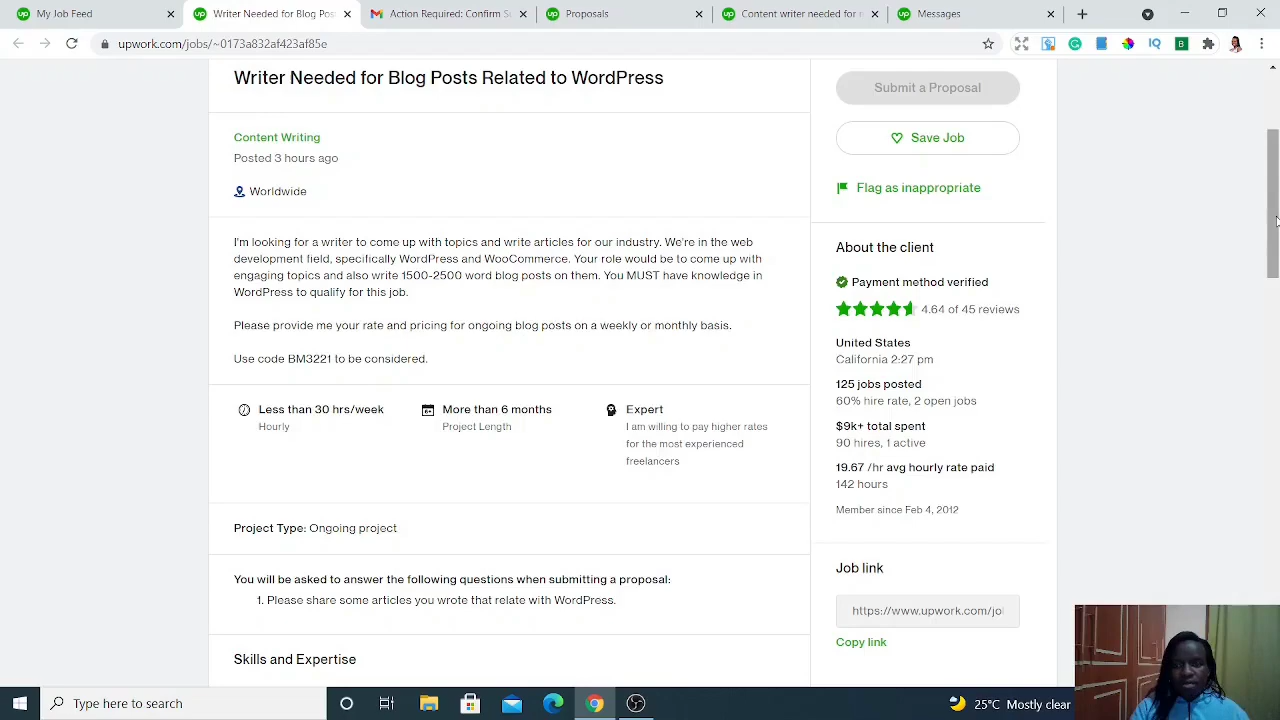 My Job Feed
Writer Needed for Blog Pos
Action Required: Confirm Sc
Proposals
Content writer needed for r
Messages
upwork.com/jobs/~0173a832af423af85c
Writer Needed for Blog Posts Related to WordPress
Content Writing
Posted 3 hours ago
Worldwide
I'm looking for a writer to come up with topics and write articles for our industry. We're in the web
development field, specifically WordPress and WooCommerce. Your role would be to come up with
engaging topics and also write 1500-2500 word blog posts on them. You MUST have knowledge in
WordPress to qualify for this job.
Please provide me your rate and pricing for ongoing blog posts on a weekly or monthly basis.
Use code BM3221 to be considered.
Less than 30 hrs/week
Hourly
More than 6 months
Project Length
Expert
I am willing to pay higher rates
for the most experienced
freelancers
Project Type: Ongoing project
You will be asked to answer the following questions when submitting a proposal:
1. Please share some articles you wrote that relate with WordPress.
Skills and Expertise
Submit a Proposal
Save Job
Flag as inappropriate
About the client
Payment method verified
4.64 of 45 reviews
United States
California 2:27 pm
125 jobs posted
60% hire rate, 2 open jobs
$9k+ total spent
90 hires, 1 active
19.67 /hr avg hourly rate paid
142 hours
Member since Feb 4, 2012
Job link
https://www.upwork.com/jo
Copy link
Type here to search
25°C Mostly clear